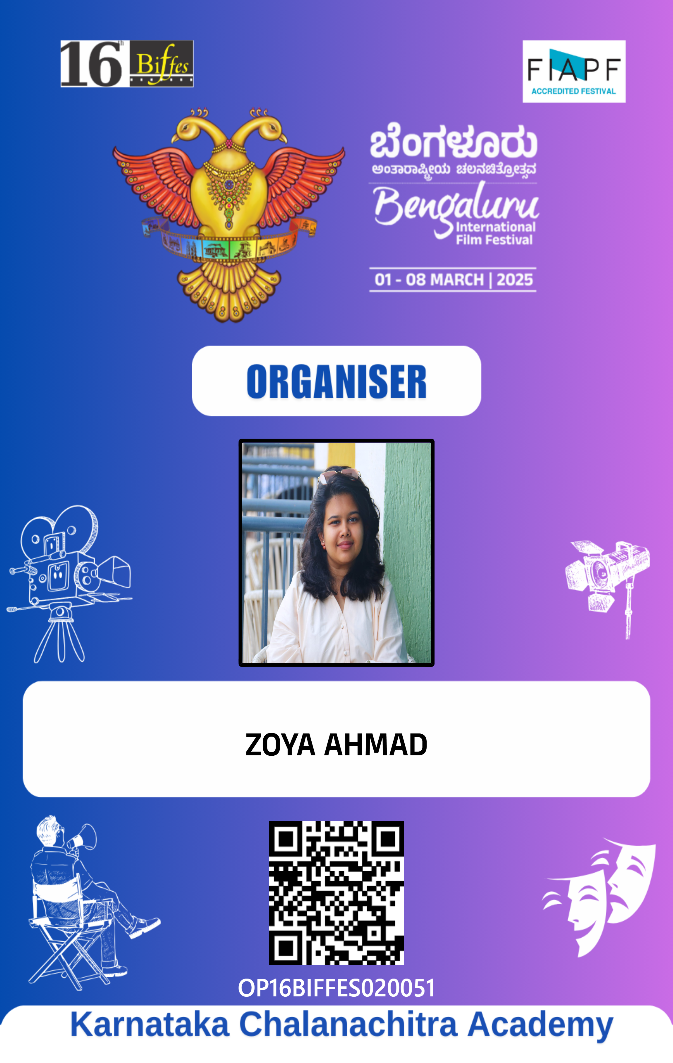 16th Biffes
FIAPF
ACCREDITED FESTIVAL
ಬೆಂಗಳೂರು
ಅಂತಾರಾಷ್ಟ್ರೀಯ ಚಲನಚಿತ್ರೋತ್ಸವ
Bengaluru
International
Film Festival
01 - 08 MARCH | 2025
ORGANISER
ZOYA AHMAD
OP16BIFFES020051
Karnataka Chalanachitra Academy